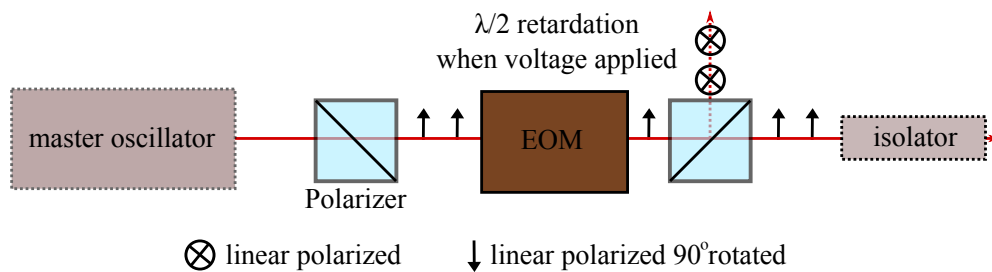 λ/2 retardation
when voltage applied
master oscillator
EOM
isolator
Polarizer
linear polarized
linear polarized 90° rotated